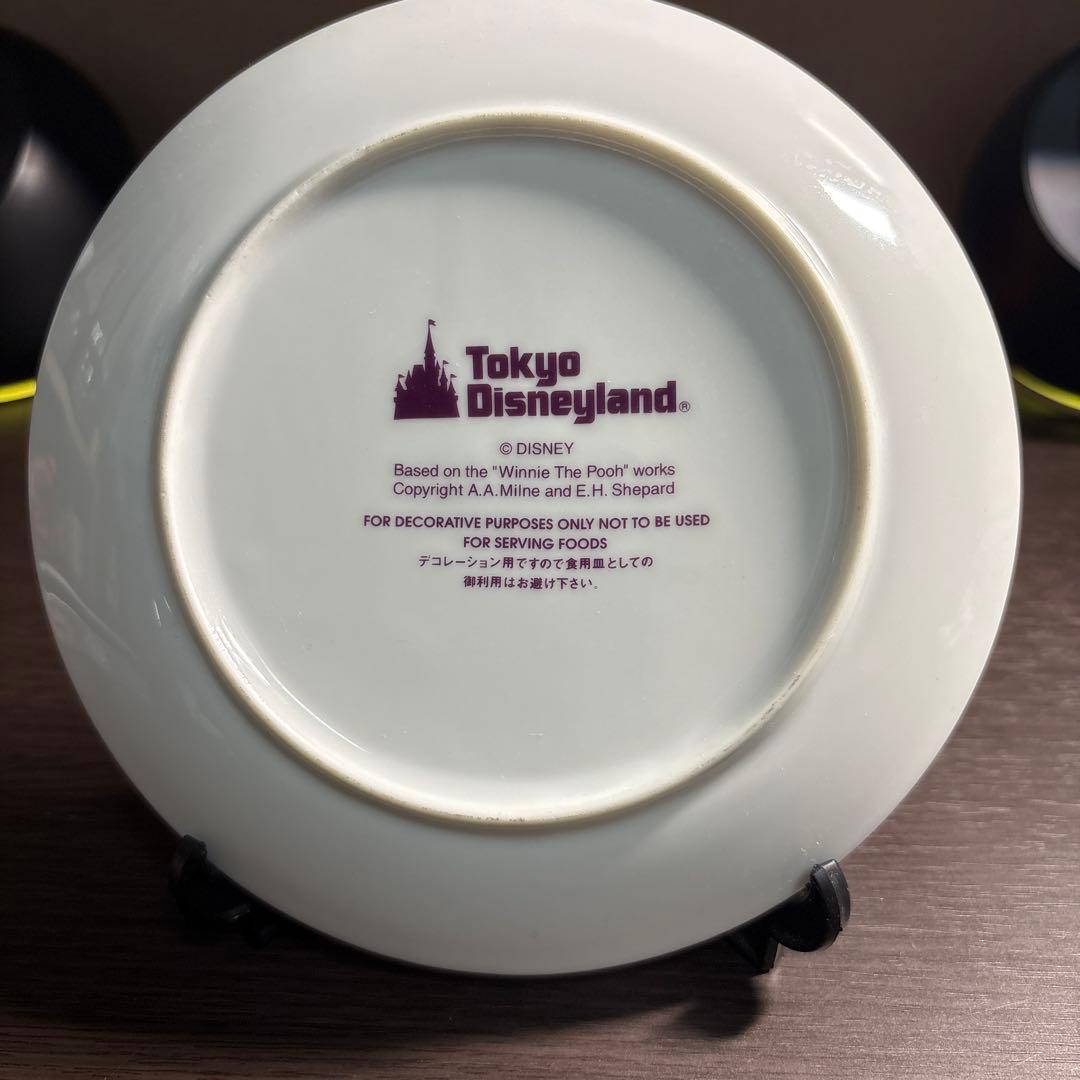 Tokyo
Disneyland®
© DISNEY
Based on the "Winnie The Pooh" works
Copyright A.A.Milne and E.H. Shepard
FOR DECORATIVE PURPOSES ONLY NOT TO BE USED
FOR SERVING FOODS
デコレーション用ですので食用皿としての
御利用はお避け下さい。